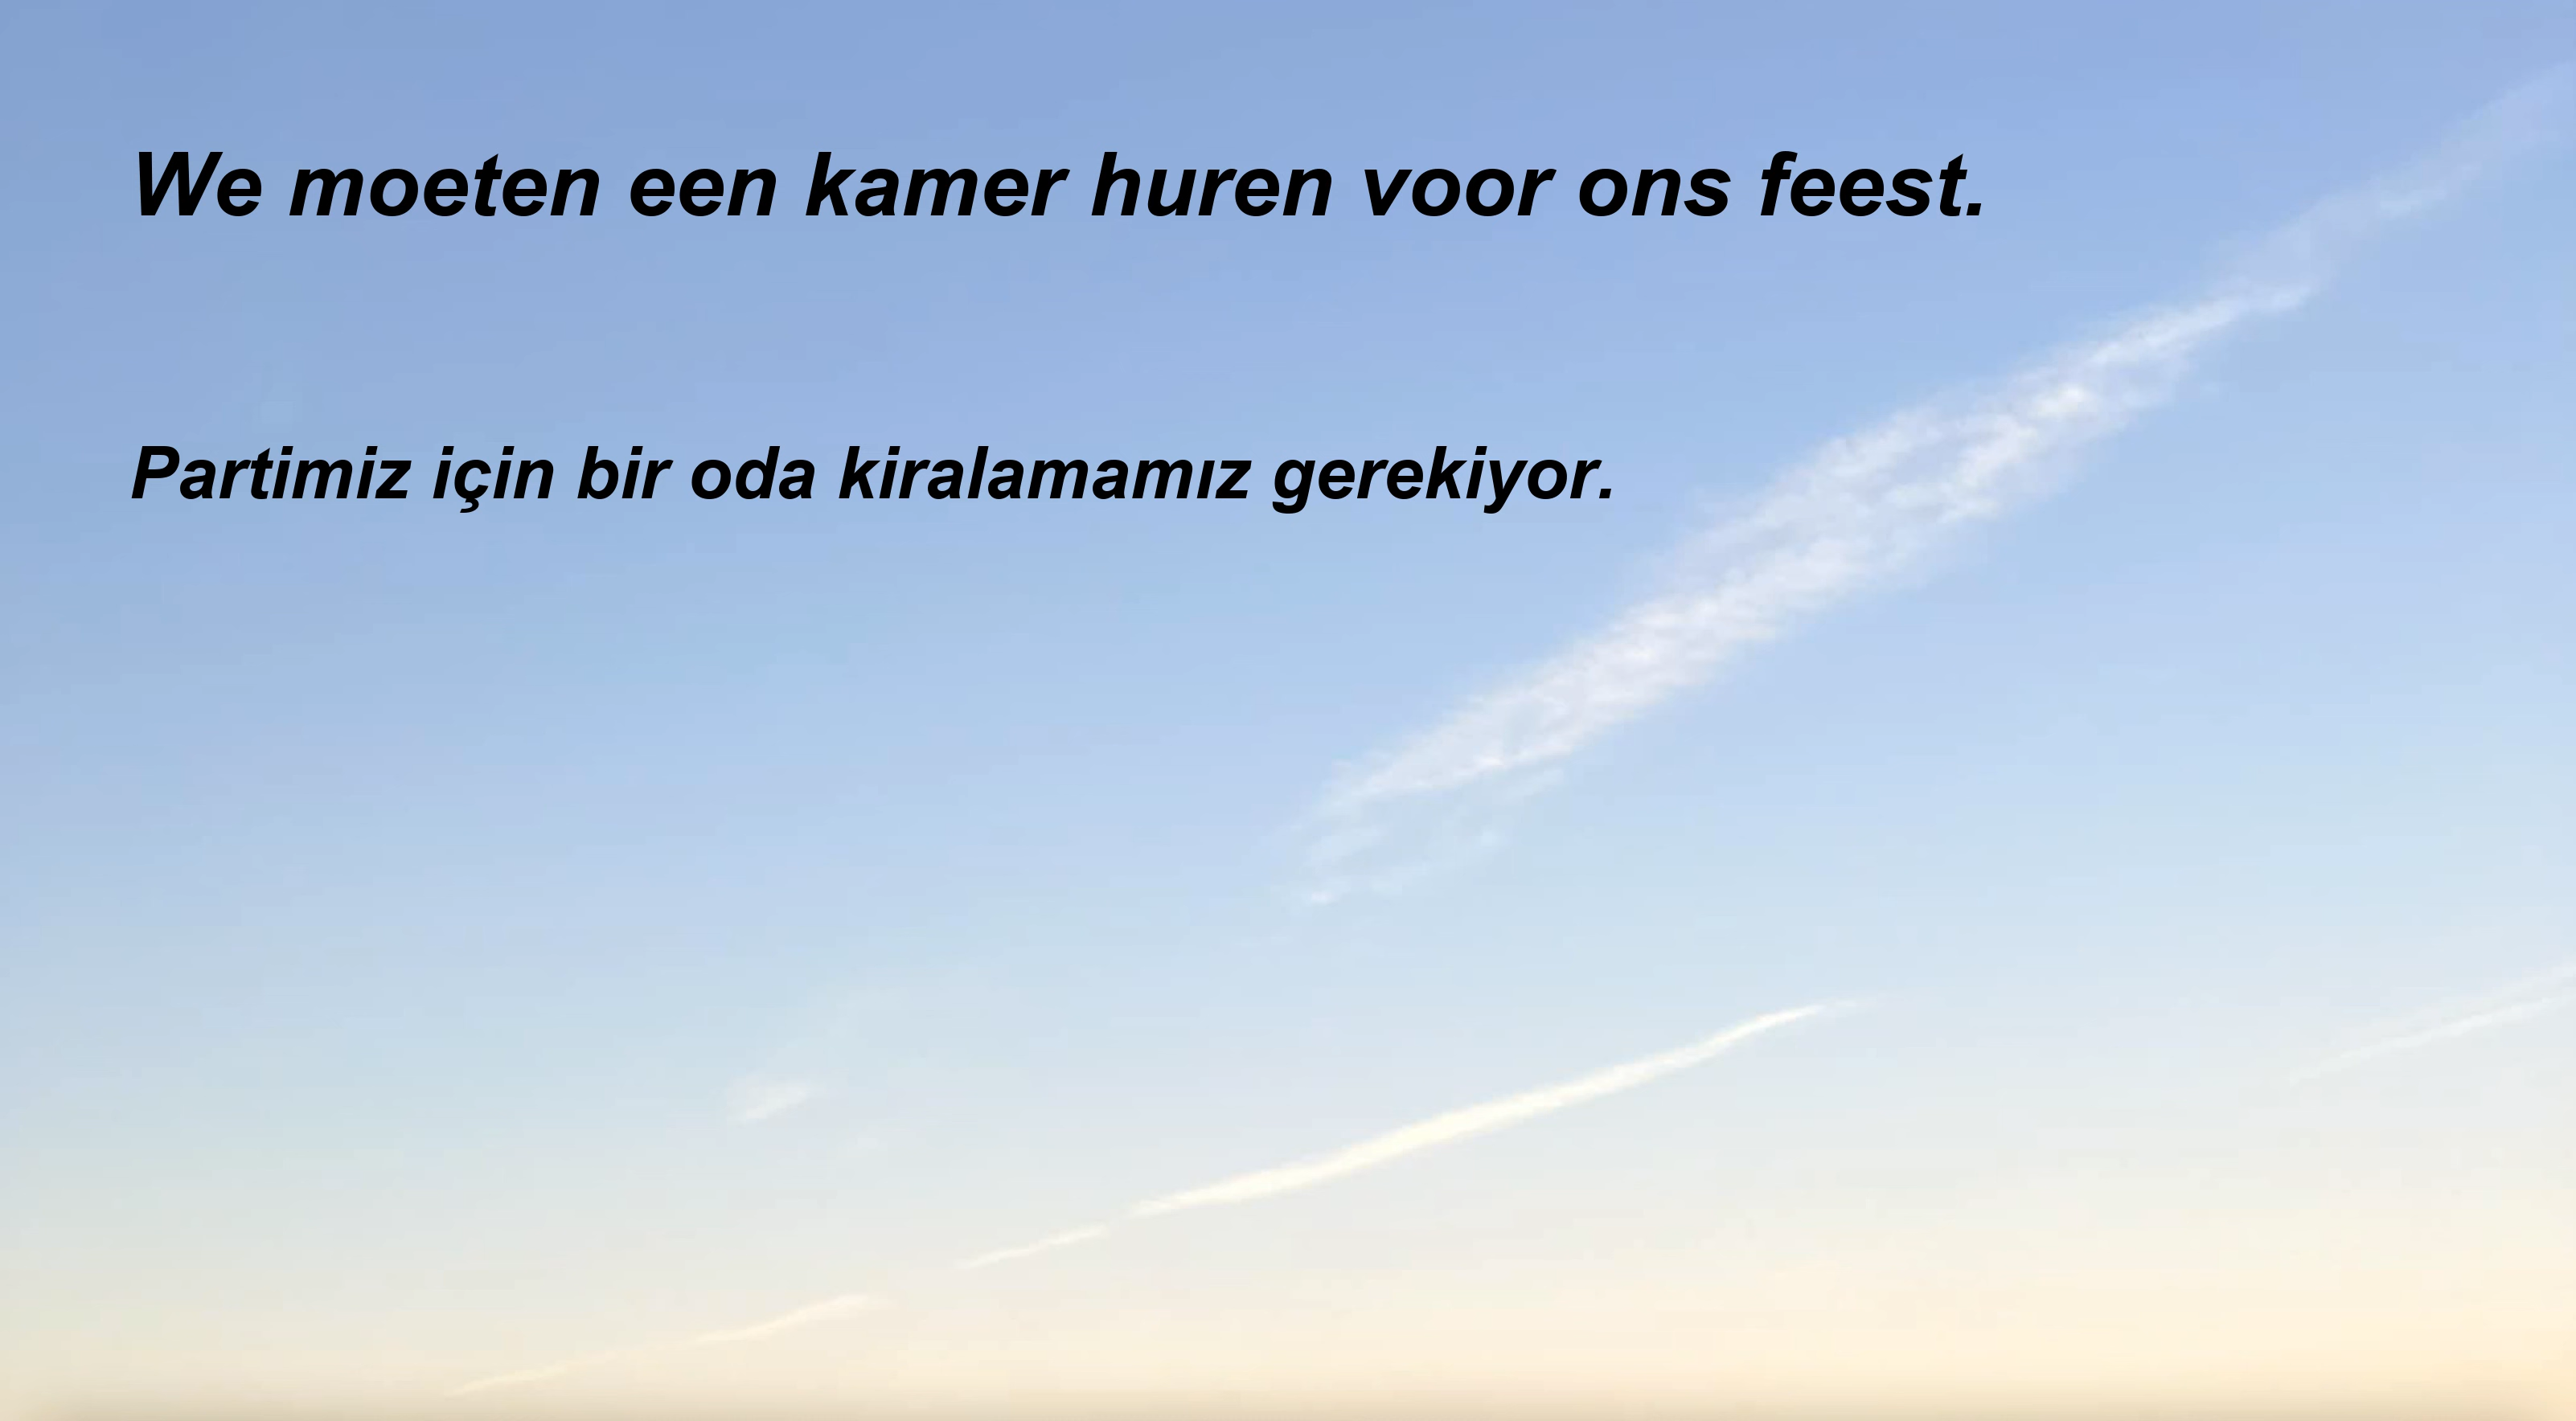 We moeten een kamer huren voor ons feest.
Partimiz için bir oda kiralamamız gerekiyor.